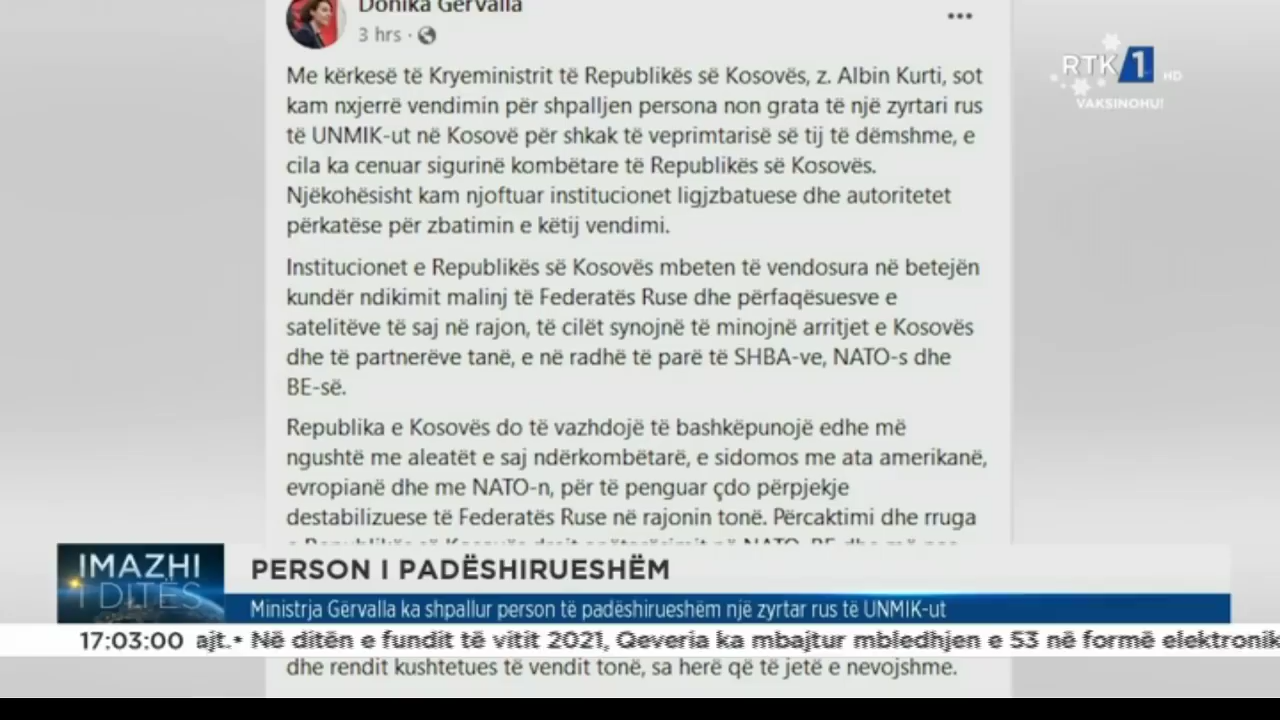 Donika Gërvalla
3 hrs ·
Me kërkesë të Kryeministrit të Republikës së Kosovës, z. Albin Kurti, sot
kam nxjerrë vendimin për shpalljen persona non grata të një zyrtari rus
të UNMIK-ut në Kosovë për shkak të veprimtarisë së tij të dëmshme, e
cila ka cenuar sigurinë kombëtare të Republikës së Kosovës.
Njëkohësisht kam njoftuar institucionet ligjzbatuese dhe autoritetet
përkatëse për zbatimin e këtij vendimi.
Institucionet e Republikës së Kosovës mbeten të vendosura në betejën
kundër ndikimit malinj të Federatës Ruse dhe përfaqësuesve e
satelitëve të saj në rajon, të cilët synojnë të minojnë arritjet e Kosovës
dhe të partnerëve tanë, e në radhë të parë të SHBA-ve, NATO-s dhe
BE-së.
Republika e Kosovës do të vazhdojë të bashkëpunojë edhe më
ngushtë me aleatët e saj ndërkombëtarë, e sidomos me ata amerikanë,
evropianë dhe me NATO-n, për të penguar çdo përpjekje
destabilizuese të Federatës Ruse në rajonin tonë. Përcaktimi dhe rruga
RTK 1 HD
VAKSINOHU!
IMAZHI
I DITËS
PERSON I PADËSHIRUESHËM
Ministrja Gërvalla ka shpallur person të padëshirueshëm një zyrtar rus të UNMIK-ut
17:03:00 ajt.• Në ditën e fundit të vitit 2021, Qeveria ka mbajtur mbledhjen e 53 në formë elektronik
dhe rendit kushtetues të vendit tonë, sa herë që të jetë e nevojshme.